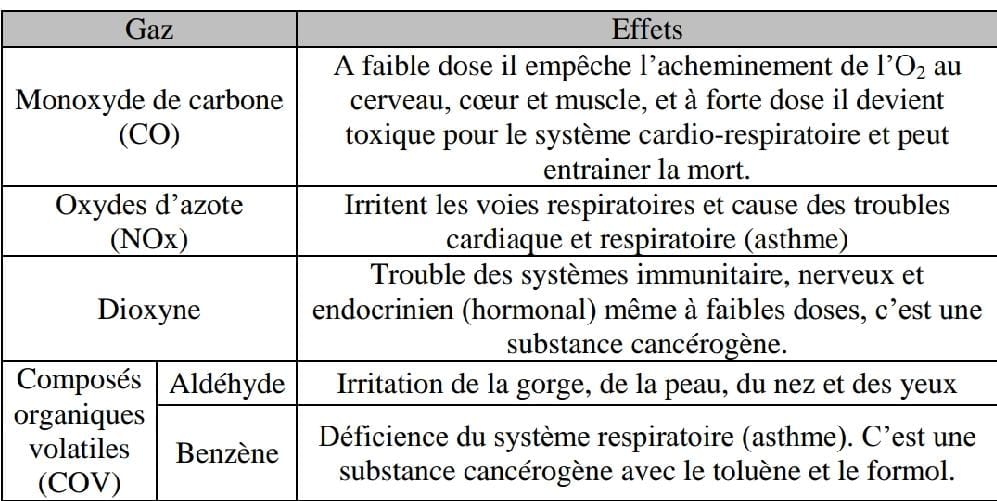 Gaz Effets
Monoxyde de carbone
(CO)
A faible dose il empêche l’acheminement de l’O₂ au
cerveau, cœur et muscle, et à forte dose il devient
toxique pour le système cardio-respiratoire et peut
entrainer la mort.
Oxydes d’azote
(NOx)
Irritent les voies respiratoires et cause des troubles
cardiaque et respiratoire (asthme)
Dioxyne
Trouble des systèmes immunitaire, nerveux et
endocrinien (hormonal) même à faibles doses, c’est une
substance cancérogène.
Composés
organiques
volatiles
(COV)
Aldéhyde
Irritation de la gorge, de la peau, du nez et des yeux
Benzène
Déficience du système respiratoire (asthme). C’est une
substance cancérogène avec le toluène et le formol.